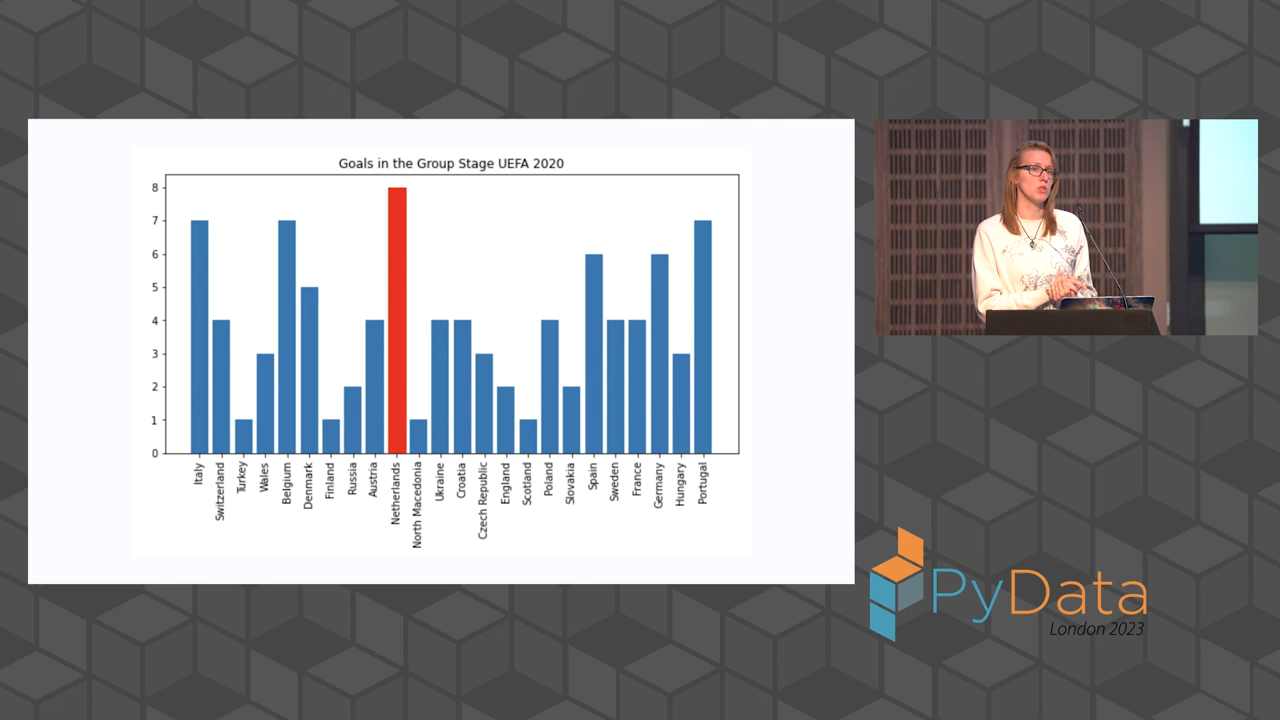 Goals in the Group Stage UEFA 2020
8
7
6
5
4
3
2
1
0
Italy
Switzerland
Turkey
Wales
Belgium
Denmark
Finland
Russia
Austria
Netherlands
North Macedonia
Ukraine
Croatia
Czech Republic
England
Scotland
Poland
Slovakia
Spain
Sweden
France
Germany
Hungary
Portugal
PyData
London 2023